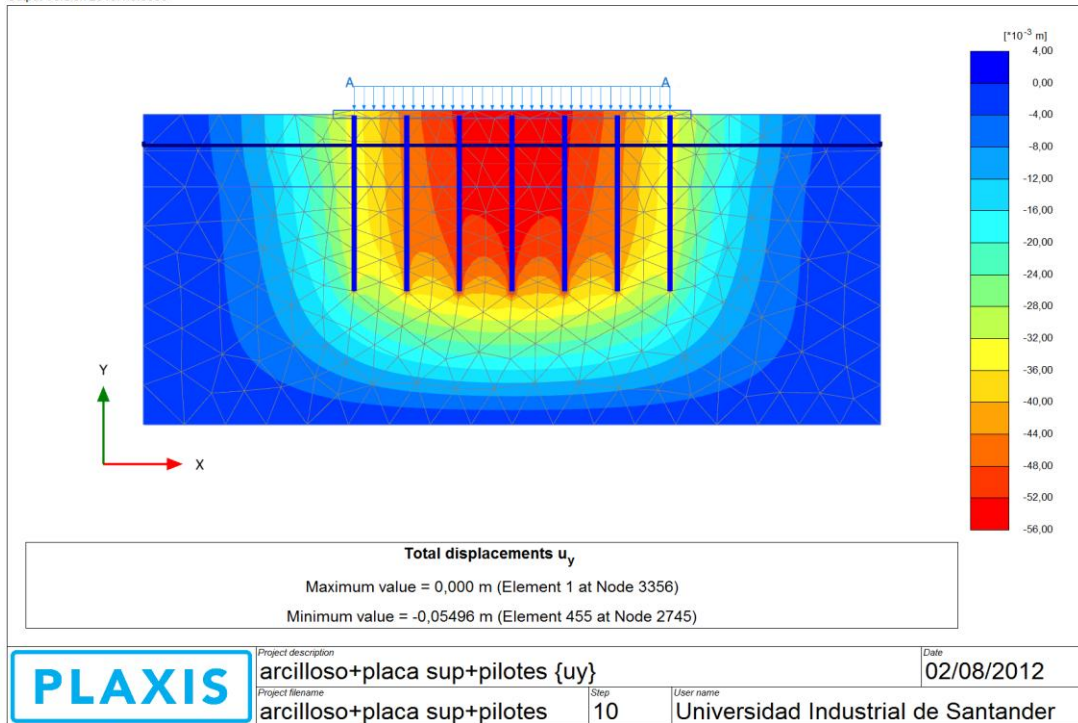 [*10-3 m]
4,00
0,00
-4,00
-8,00
-12,00
-16,00
-20,00
-24,00
-28,00
-32,00
-36,00
-40,00
-44,00
-48,00
-52,00
-56,00
A A
Y
X
Total displacements uy
Maximum value = 0,000 m (Element 1 at Node 3356)
Minimum value = -0,05496 m (Element 455 at Node 2745)
PLAXIS
Project description
arcilloso+placa sup+pilotes {uy}
Date
02/08/2012
Project filename
arcilloso+placa sup+pilotes
Step
10
User name
Universidad Industrial de Santander